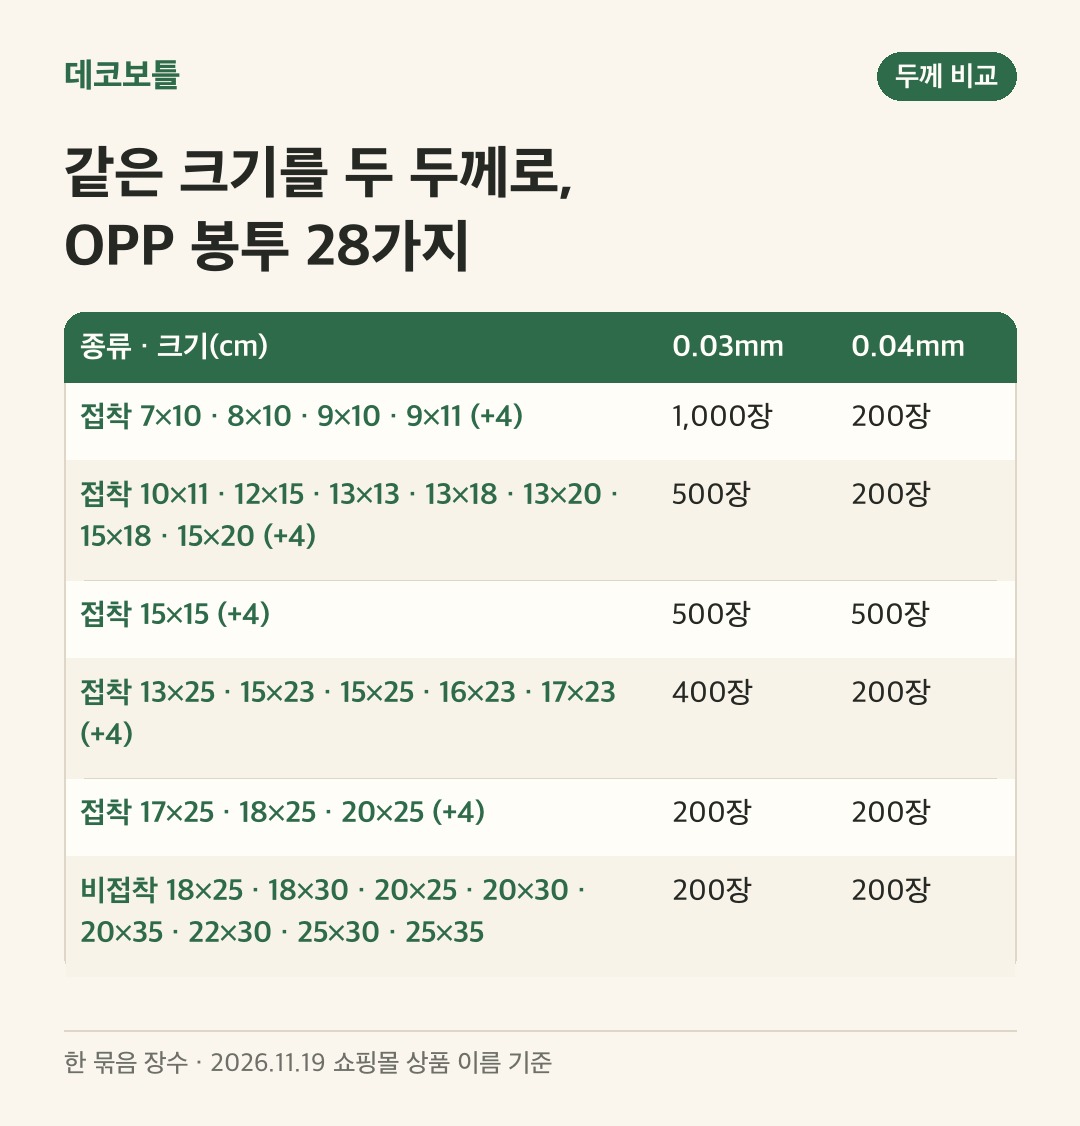 데코보틀
두께 비교
같은 크기를 두 두께로,
OPP 봉투 28가지
종류 · 크기(cm) 0.03mm 0.04mm
접착 7×10 · 8×10 · 9×10 · 9×11 (+4) 1,000장 200장
접착 10×11 · 12×15 · 13×13 · 13×18 · 13×20 · 500장 200장
15×18 · 15×20 (+4)
접착 15×15 (+4) 500장 500장
접착 13×25 · 15×23 · 15×25 · 16×23 · 17×23 400장 200장
(+4)
접착 17×25 · 18×25 · 20×25 (+4) 200장 200장
비접착 18×25 · 18×30 · 20×25 · 20×30 · 200장 200장
20×35 · 22×30 · 25×30 · 25×35
한 묶음 장수 · 2026.11.19 쇼핑몰 상품 이름 기준